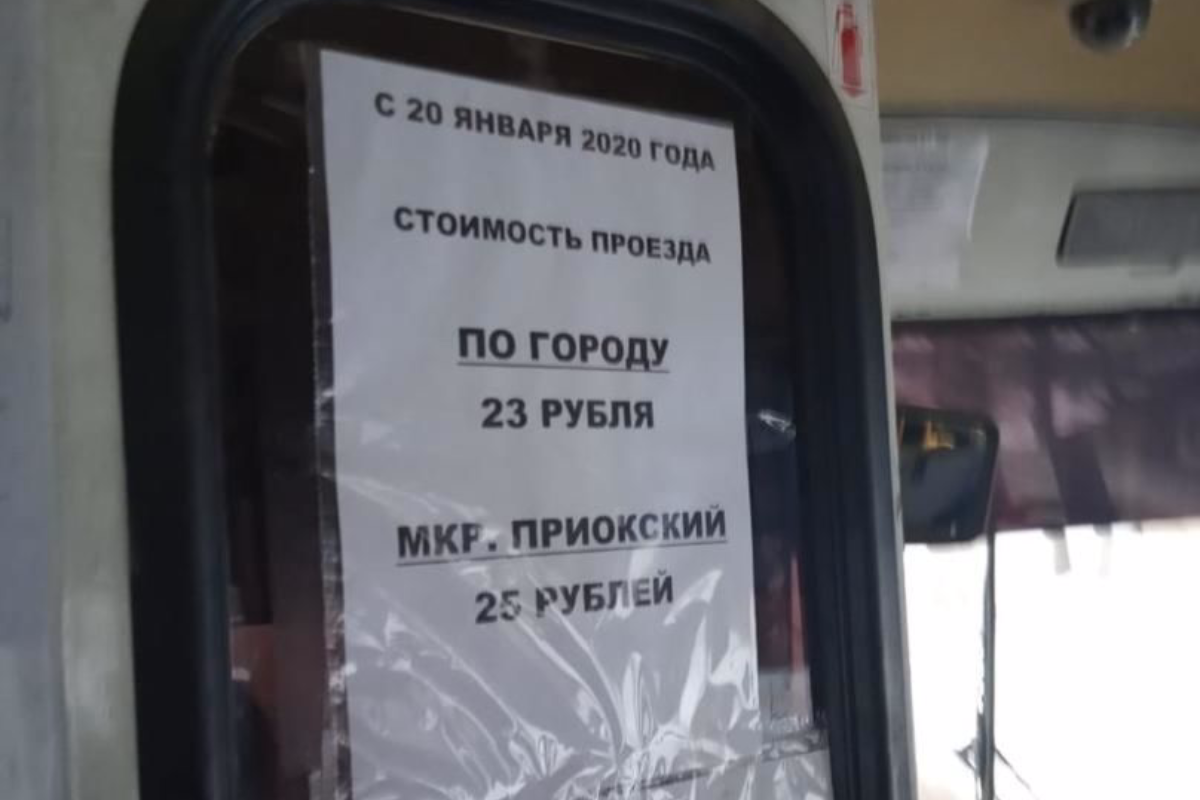 С 20 ЯНВАРЯ 2020 ГОДА
СТОИМОСТЬ ПРОЕЗДА
ПО ГОРОДУ
23 РУБЛЯ
МКР. ПРИОКСКИЙ
25 РУБЛЕЙ